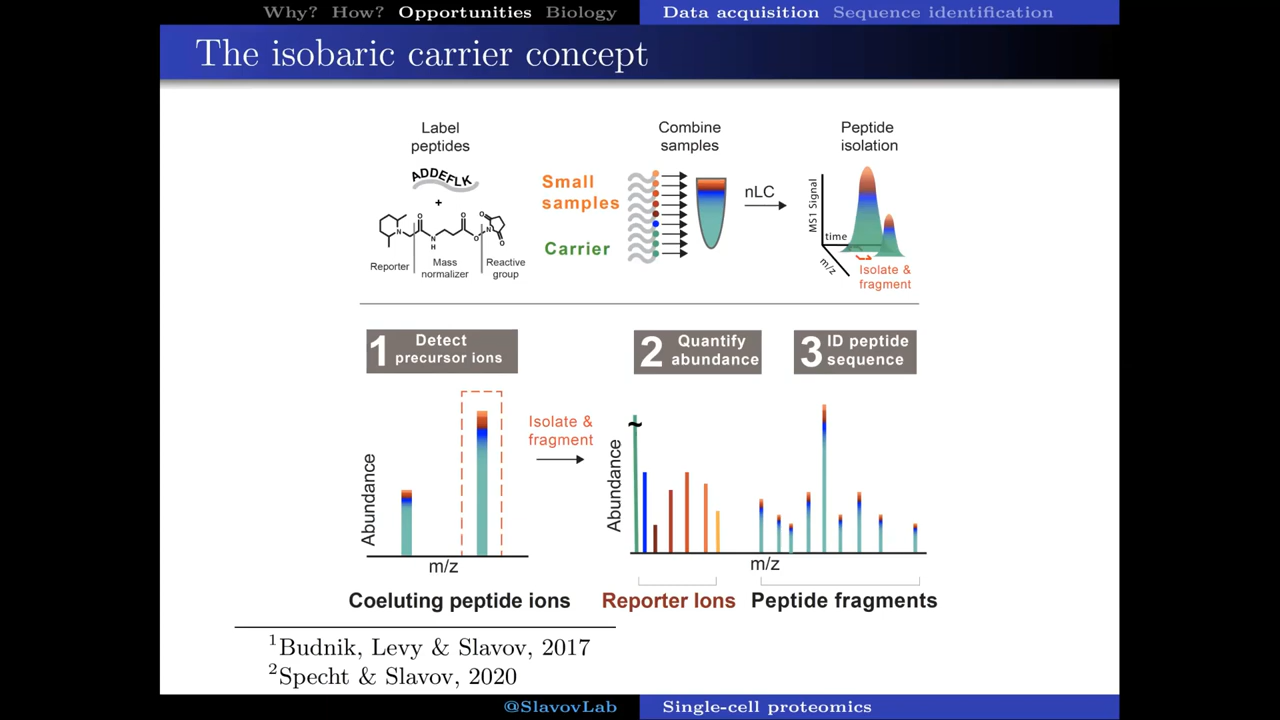 Why? How? Opportunities Biology
Data acquisition Sequence identification
The isobaric carrier concept
Label
peptides
ADDEFLK
+
N
O
N
H
O
O
N
O
O
Reporter
Mass
normalizer
Reactive
group
Small
samples
Carrier
Combine
samples
nLC
Peptide
isolation
MS1 Signal
time
m/z
Isolate &
fragment
1 Detect
precursor ions
Abundance
m/z
Coeluting peptide ions
Isolate &
fragment
2 Quantify
abundance
3 ID peptide
sequence
~
Abundance
m/z
Reporter Ions
Peptide fragments
1Budnik, Levy & Slavov, 2017
2Specht & Slavov, 2020
@SlavovLab
Single-cell proteomics